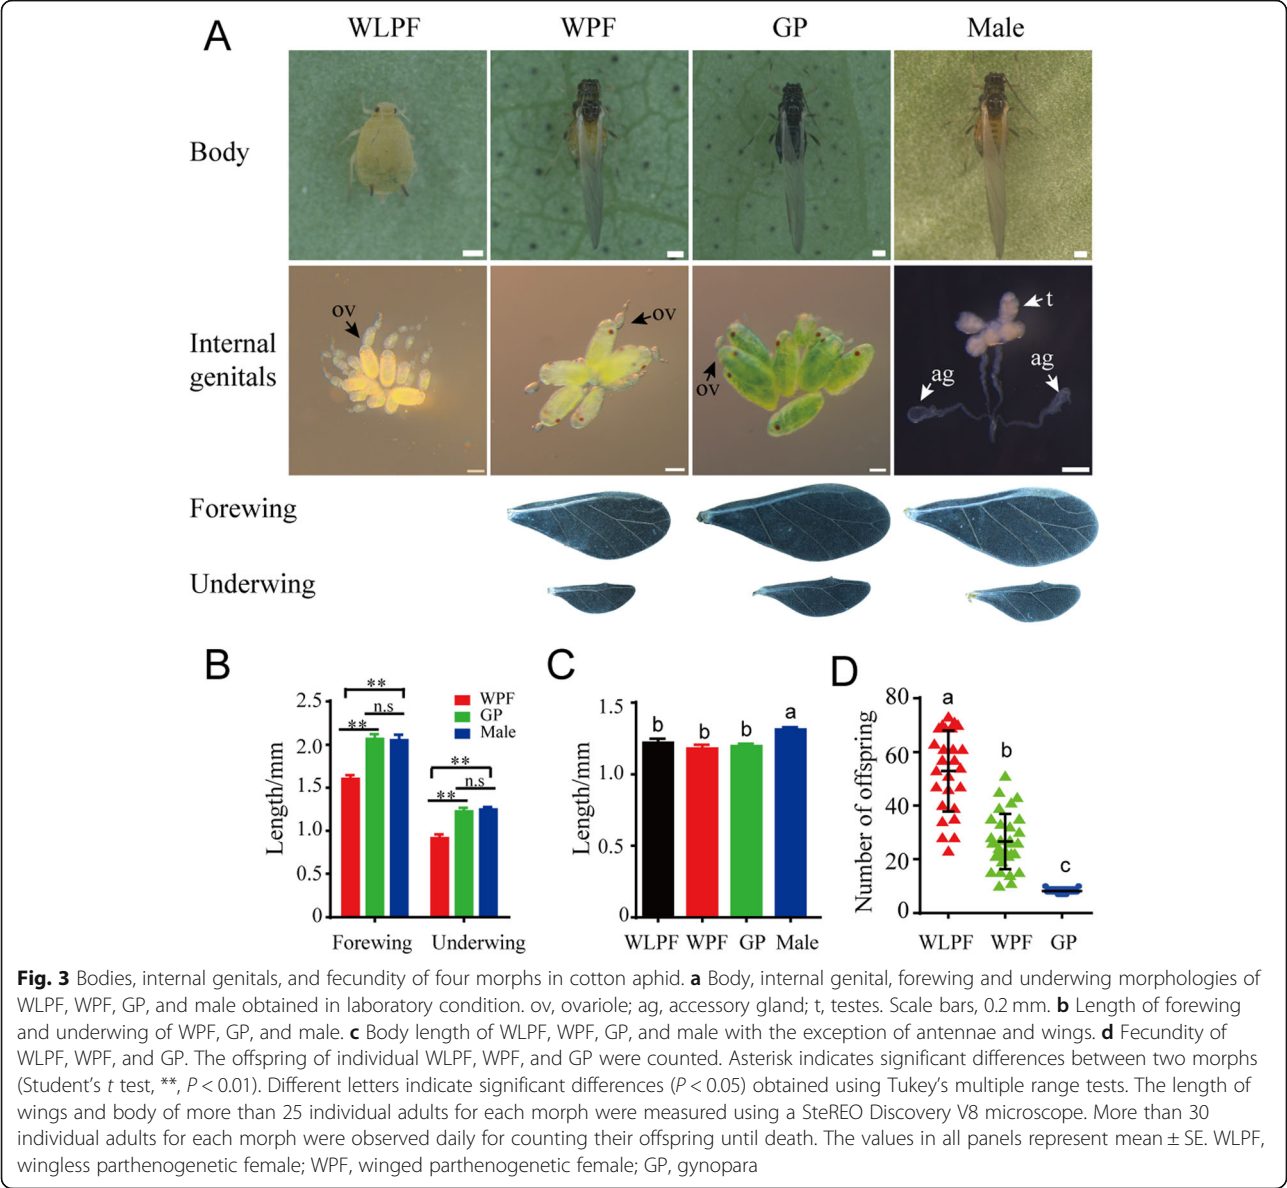 A
WLPF WPF GP Male
Body
Internal
genitals
ov
ov
ov
t
ag
ag
Forewing
Underwing
B
Length/mm
2.5
2.0
1.5
1.0
0.5
0
**
n.s
**
**
n.s
**
WPF
GP
Male
Forewing Underwing
C
Length/mm
1.5
1.0
0.5
0
b b b a
WLPF WPF GP Male
D
Number of offspring
80
60
40
20
0
a
b
c
WLPF WPF GP
Fig. 3 Bodies, internal genitals, and fecundity of four morphs in cotton aphid. a Body, internal genital, forewing and underwing morphologies of
WLPF, WPF, GP, and male obtained in laboratory condition. ov, ovariole; ag, accessory gland; t, testes. Scale bars, 0.2 mm. b Length of forewing
and underwing of WPF, GP, and male. c Body length of WLPF, WPF, GP, and male with the exception of antennae and wings. d Fecundity of
WLPF, WPF, and GP. The offspring of individual WLPF, WPF, and GP were counted. Asterisk indicates significant differences between two morphs
(Student's t test, **, P < 0.01). Different letters indicate significant differences (P < 0.05) obtained using Tukey's multiple range tests. The length of
wings and body of more than 25 individual adults for each morph were measured using a SteREO Discovery V8 microscope. More than 30
individual adults for each morph were observed daily for counting their offspring until death. The values in all panels represent mean ± SE. WLPF,
wingless parthenogenetic female; WPF, winged parthenogenetic female; GP, gynopara